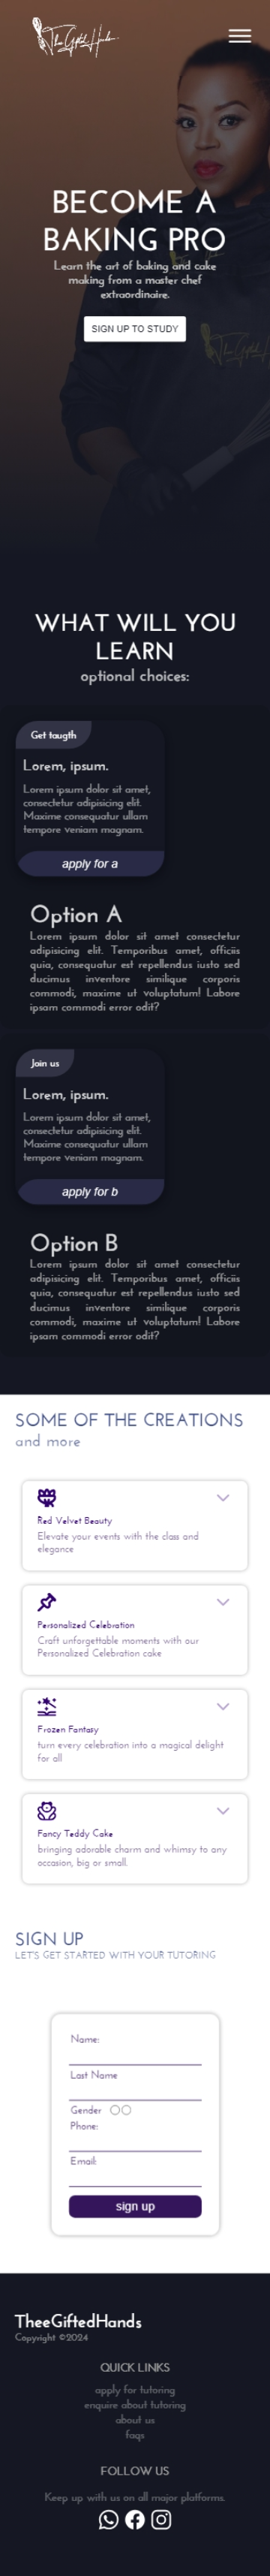 The Gifted Hands
BECOME A
BAKING PRO
Learn the art of baking and cake
making from a master chef
extraordinaire.
SIGN UP TO STUDY
WHAT WILL YOU
LEARN
optional choices:
Get taugth
Lorem, ipsum.
Lorem ipsum dolor sit amet,
consectetur adipisicing elit.
Maxime consequatur ullam
tempore veniam magnam.
apply for a
Option A
Lorem ipsum dolor sit amet consectetur
adipisicing elit. Temporibus amet, officiis
quia, consequatur est repellendus iusto sed
ducimus inventore similique corporis
commodi, maxime ut voluptatum! Labore
ipsam commodi error odit?
Join us
Lorem, ipsum.
Lorem ipsum dolor sit amet,
consectetur adipisicing elit.
Maxime consequatur ullam
tempore veniam magnam.
apply for b
Option B
Lorem ipsum dolor sit amet consectetur
adipisicing elit. Temporibus amet, officiis
quia, consequatur est repellendus iusto sed
ducimus inventore similique corporis
commodi, maxime ut voluptatum! Labore
ipsam commodi error odit?
SOME OF THE CREATIONS
and more
Red Velvet Beauty
Elevate your events with the class and
elegance
Personalized Celebration
Craft unforgettable moments with our
Personalized Celebration cake
Frozen Fantasy
turn every celebration into a magical delight
for all
Fancy Teddy Cake
bringing adorable charm and whimsy to any
occasion, big or small.
SIGN UP
LET'S GET STARTED WITH YOUR TUTORING
Name:
Last Name
Gender
Phone:
Email:
sign up
TheeGiftedHands
Copyright ©2024
QUICK LINKS
apply for tutoring
enquire about tutoring
about us
faqs
FOLLOW US
Keep up with us on all major platforms.